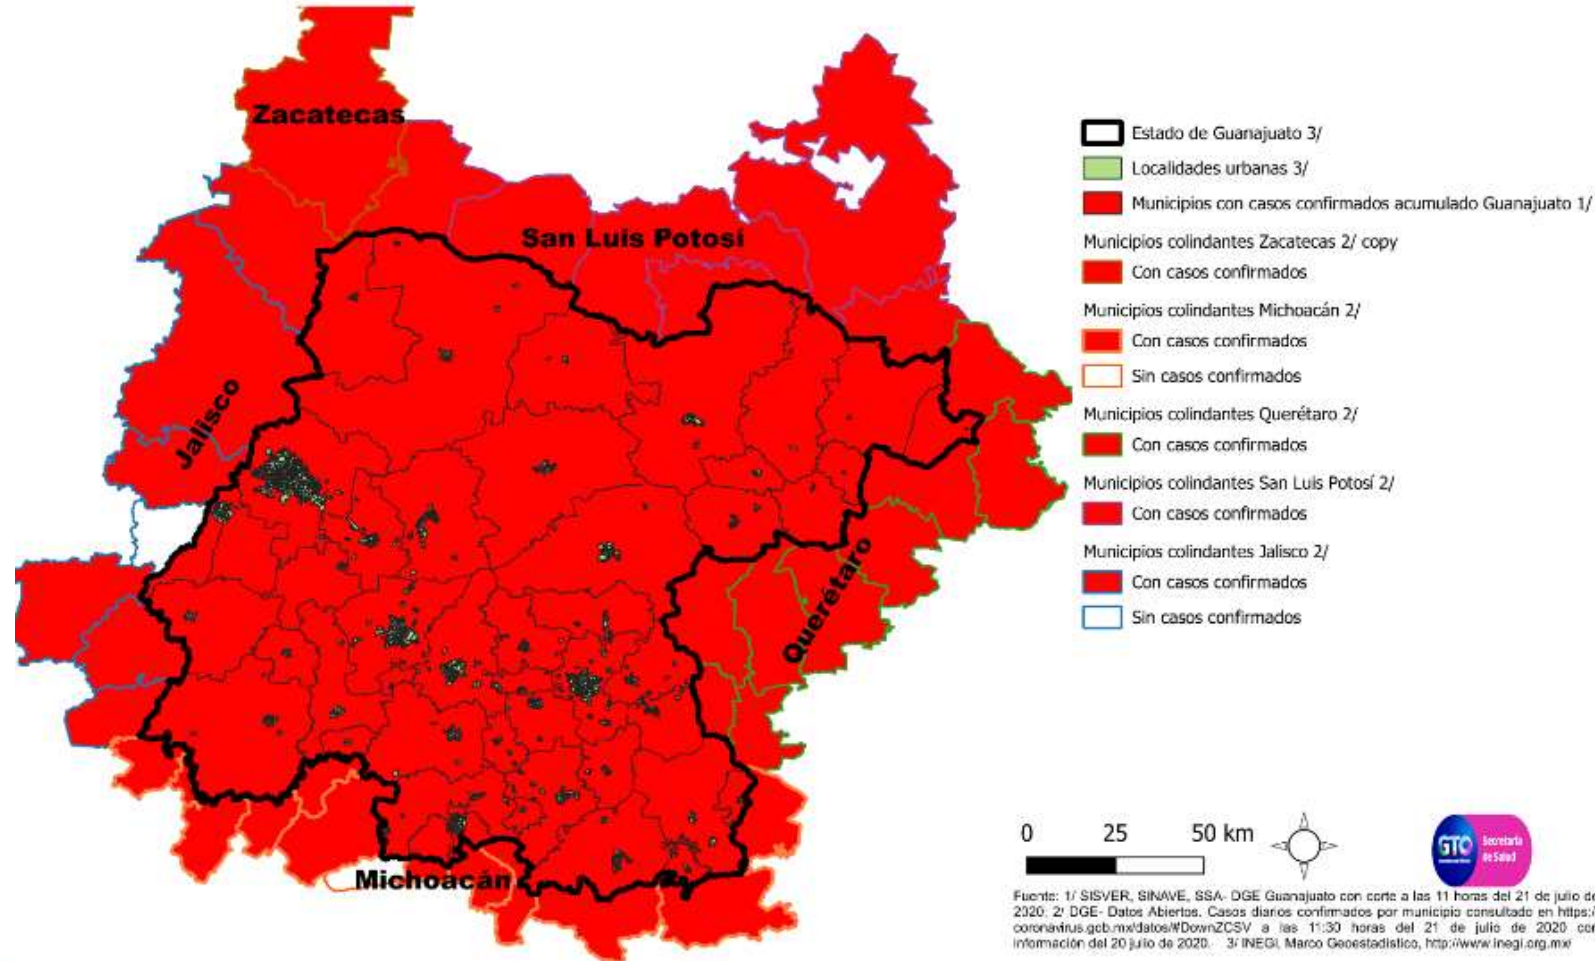 Zacatecas
San Luis Potosí
Jalisco
Querétaro
Michoacán
Estado de Guanajuato 3/
Localidades urbanas 3/
Municipios con casos confirmados acumulado Guanajuato 1/
Municipios colindantes Zacatecas 2/ copy
Con casos confirmados
Municipios colindantes Michoacán 2/
Con casos confirmados
Sin casos confirmados
Municipios colindantes Querétaro 2/
Con casos confirmados
Municipios colindantes San Luis Potosí 2/
Con casos confirmados
Municipios colindantes Jalisco 2/
Con casos confirmados
Sin casos confirmados
0 25 50 km
GTO
Secretaría
de Salud
Fuente: 1/ SISVER, SINAVE, SSA- DGE Guanajuato con corte a las 11 horas del 21 de julio de
2020; 2/ DGE- Datos Abiertos. Casos diarios confirmados por municipio consultado en https:/
coronavirus.gob.mx/datos/#DownZCSV a las 11:30 horas del 21 de julio de 2020 con
información del 20 julio de 2020. 3/ INEGI, Marco Geoestadístico, http://www.inegi.org.mx/